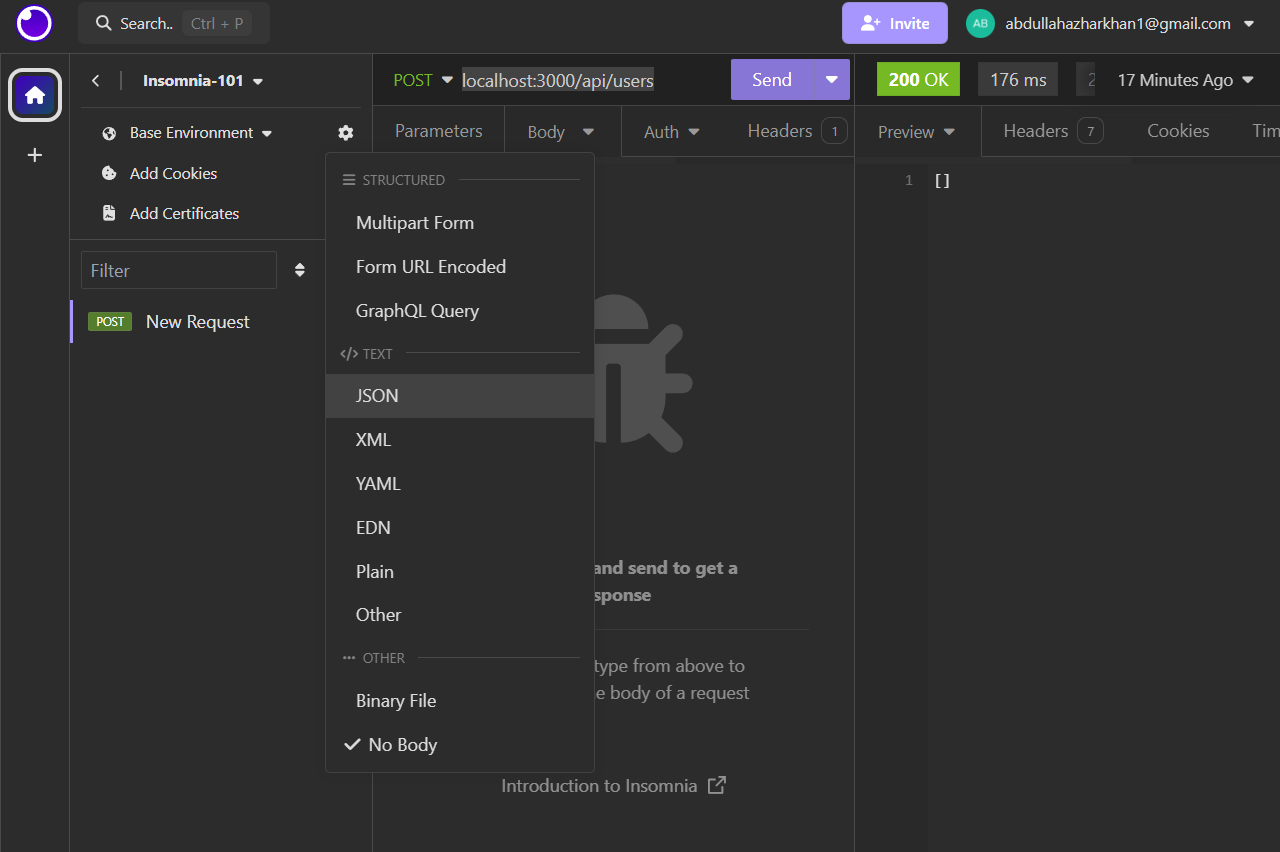 Search..
Ctrl + P
Invite
AB
abdullahazharkhan1@gmail.com
Insomnia-101
POST
localhost:3000/api/users
Send
200 OK
176 ms
17 Minutes Ago
Base Environment
Parameters
Body
Auth
Headers
1
Preview
Headers
7
Cookies
Add Cookies
Add Certificates
Filter
POST
New Request
STRUCTURED
Multipart Form
Form URL Encoded
GraphQL Query
TEXT
JSON
XML
YAML
EDN
Plain
Other
OTHER
Binary File
No Body
and send to get a
type from above to
body of a request
Introduction to Insomnia
1
[]